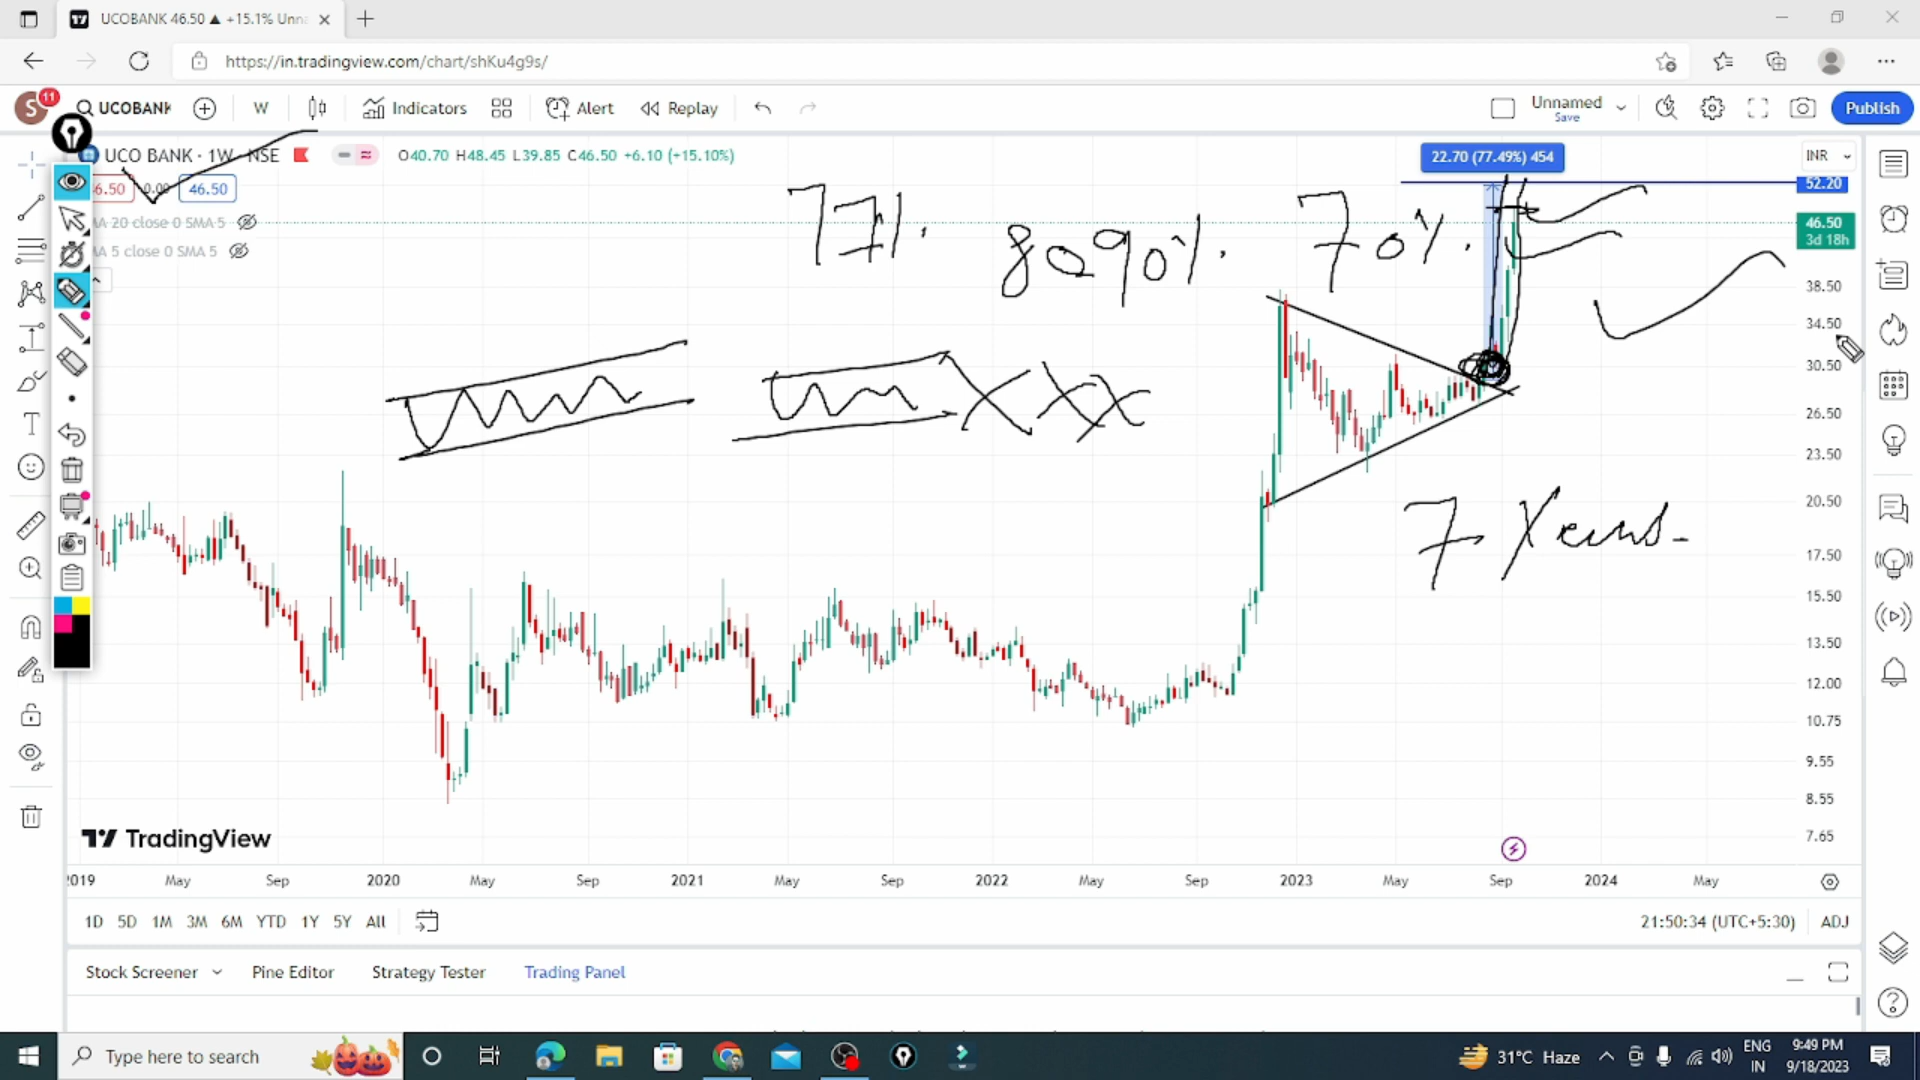 UCOBANK 46.50 ▲ +15.1% Unna
https://in.tradingview.com/chart/shKu4g9s/
S 11 UCOBANK W Indicators Alert Replay Unnamed Save Publish
UCO BANK · 1W · NSE O40.70 H48.45 L39.85 C46.50 +6.10 (+15.10%)
46.50 0.00 46.50
MA 20 close 0 SMA 5
MA 5 close 0 SMA 5
22.70 (77.49%) 454
INR
52.20
46.50
3d 18h
38.50
34.50
30.50
26.50
23.50
20.50
17.50
15.50
13.50
12.00
10.75
9.55
8.55
7.65
77%.
80 90%.
70%.
TradingView
2019 May Sep 2020 May Sep 2021 May Sep 2022 May Sep 2023 May Sep 2024 May
1D 5D 1M 3M 6M YTD 1Y 5Y All
21:50:34 (UTC+5:30) ADJ
Stock Screener Pine Editor Strategy Tester Trading Panel
Type here to search
31°C Haze
ENG
IN
9:49 PM
9/18/2023